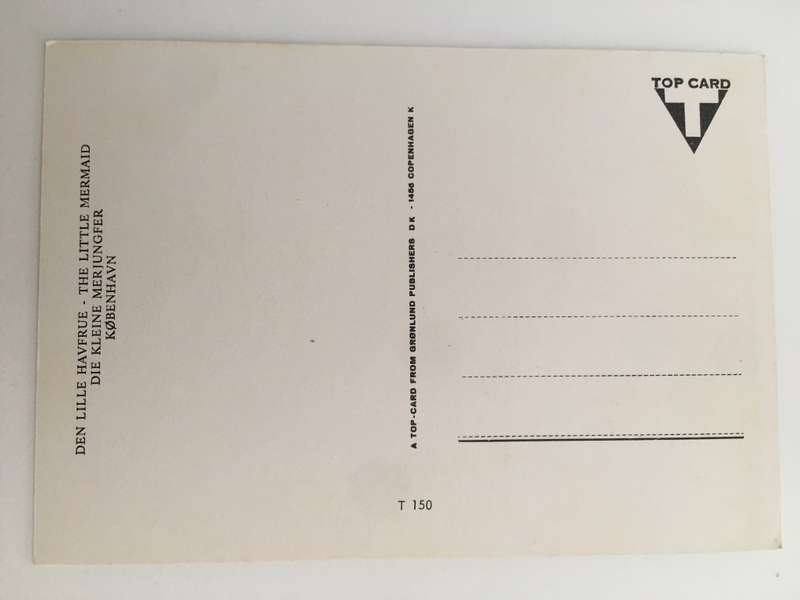 DEN LILLE HAVFRUE - THE LITTLE MERMAID
DIE KLEINE MERJUNGFER
KØBENHAVN
A TOP-CARD FROM GRØNLUND PUBLISHERS DK - 1456 COPENHAGEN K
TOP CARD
T
T 150